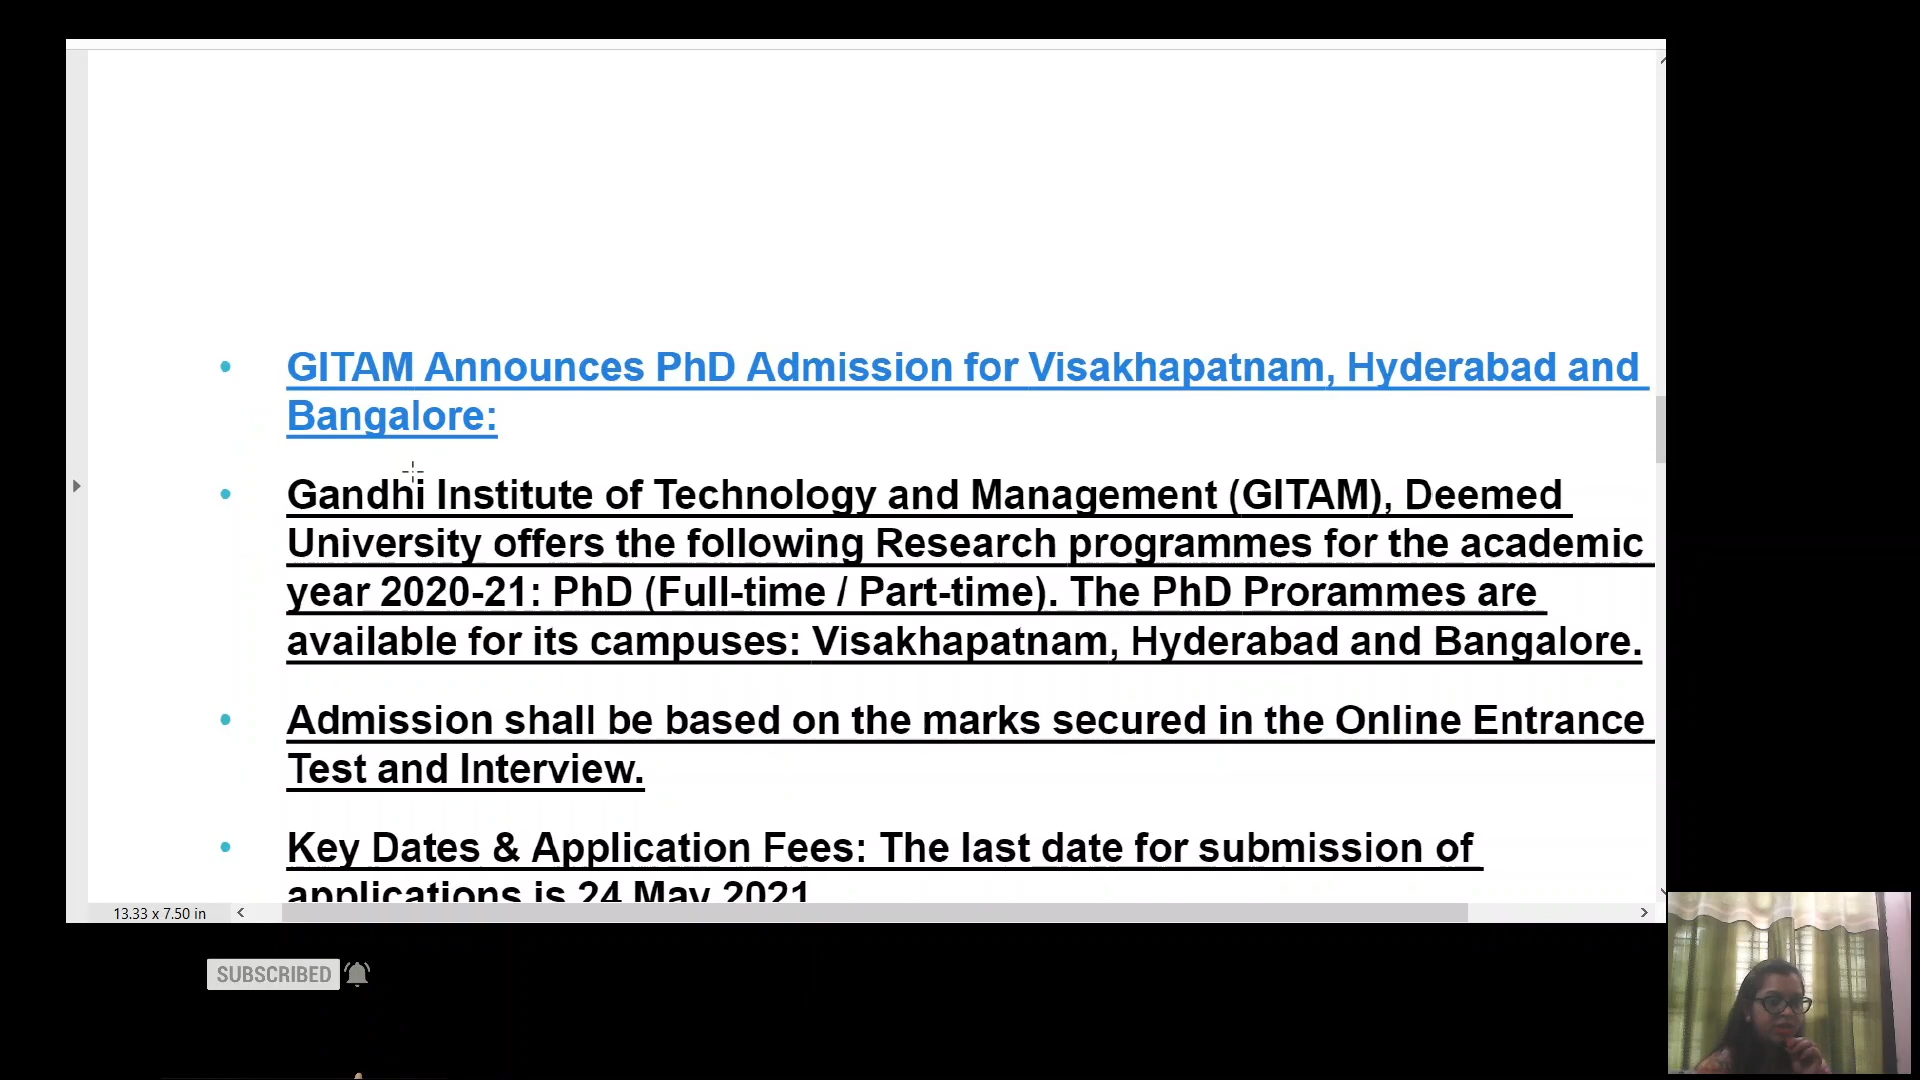 GITAM Announces PhD Admission for Visakhapatnam, Hyderabad and
Bangalore:
Gandhi Institute of Technology and Management (GITAM), Deemed
University offers the following Research programmes for the academic
year 2020-21: PhD (Full-time / Part-time). The PhD Prorammes are
available for its campuses: Visakhapatnam, Hyderabad and Bangalore.
Admission shall be based on the marks secured in the Online Entrance
Test and Interview.
Key Dates & Application Fees: The last date for submission of
applications is 24 May 2021
13.33 x 7.50 in
SUBSCRIBED